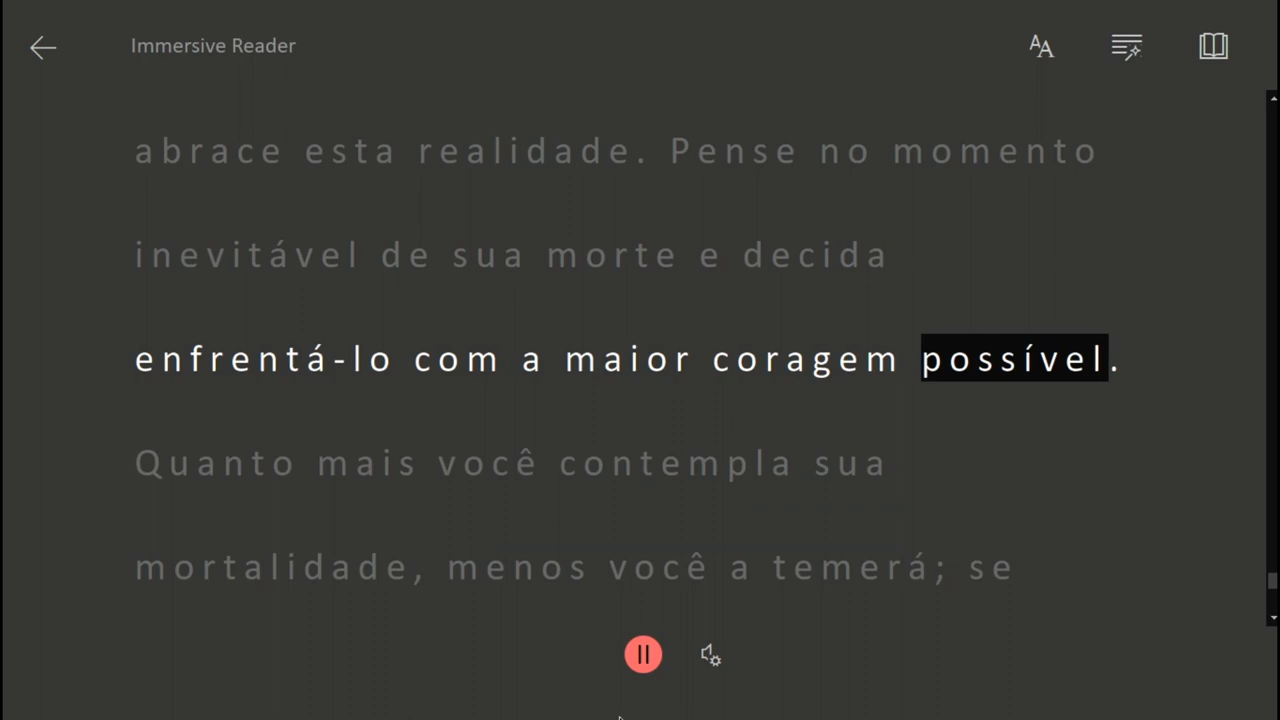 Immersive Reader
abrace esta realidade. Pense no momento
inevitável de sua morte e decida
enfrentá-lo com a maior coragem possível.
Quanto mais você contempla sua
mortalidade, menos você a temerá; se